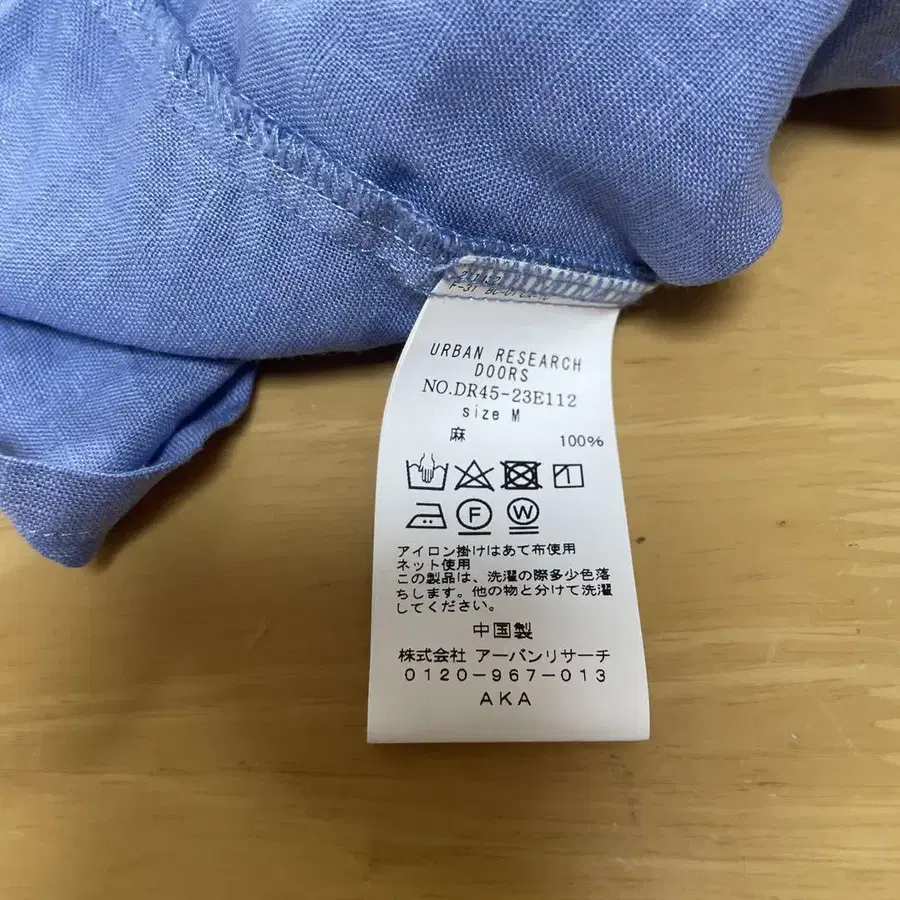 URBAN RESEARCH
DOORS
NO.DR45-23E112
size M
麻 100%
F
W
アイロン掛けはあて布使用
ネット使用
この製品は、洗濯の際多少色落
ちします。他の物と分けて洗濯
してください。
中国製
株式会社 アーバンリサーチ
0120-967-013
AKA